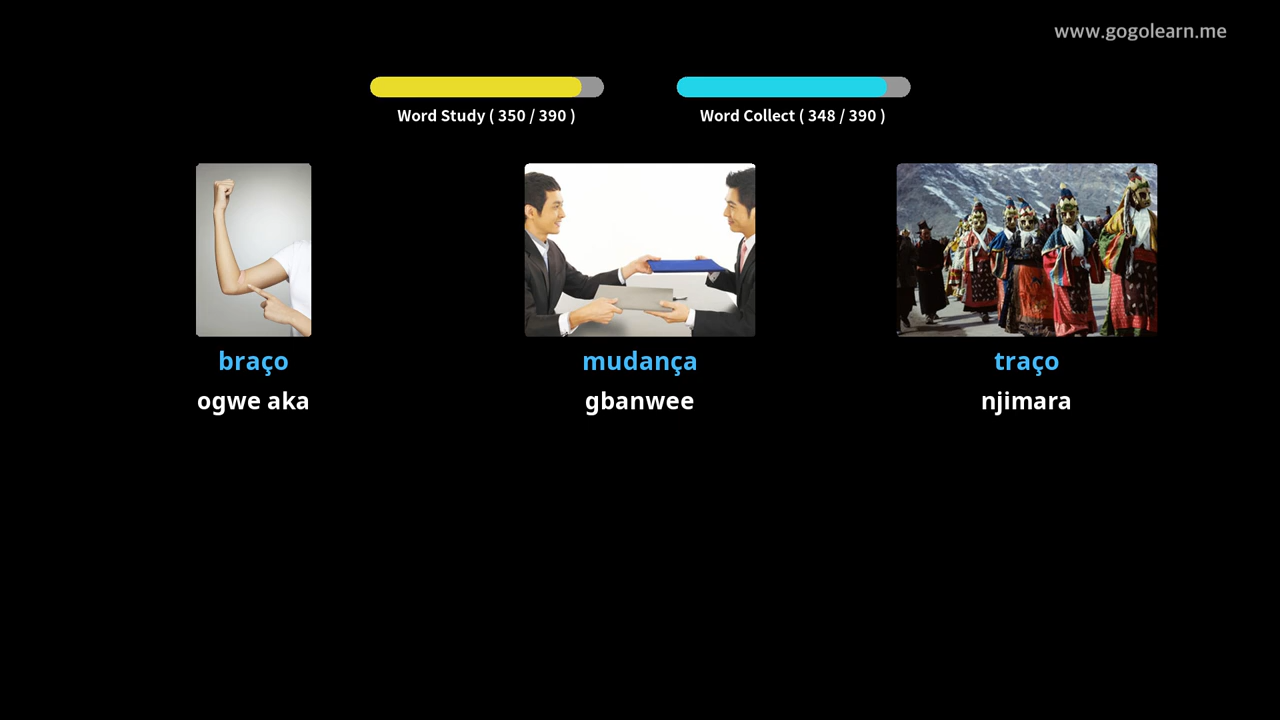 www.gogolearn.me
Word Study ( 350 / 390 )
Word Collect ( 348 / 390 )
braço
mudança
traço
ogwe aka
gbanwee
njimara